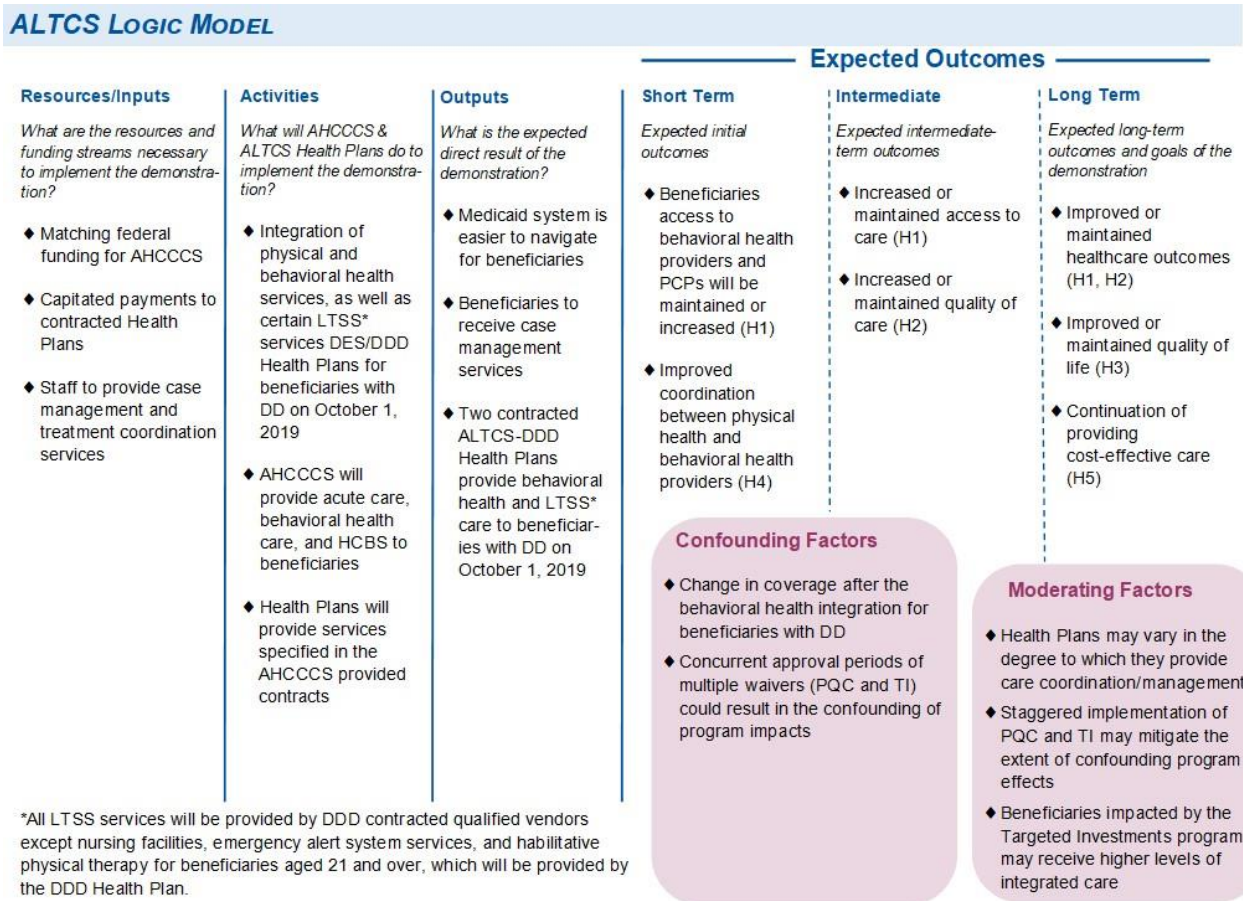 ALTCS LOGIC MODEL
Expected Outcomes
Resources/Inputs
What are the resources and
funding streams necessary
to implement the demonstra-
tion?
♦ Matching federal
funding for AHCCCS
♦ Capitated payments to
contracted Health
Plans
♦ Staff to provide case
management and
treatment coordination
services
Activities
What will AHCCCS &
ALTCS Health Plans do to
implement the demonstra-
tion?
♦ Integration of
physical and
behavioral health
services, as well as
certain LTSS*
services DES/DDD
Health Plans for
beneficiaries with
DD on October 1,
2019
♦ AHCCCS will
provide acute care,
behavioral health
care, and HCBS to
beneficiaries
♦ Health Plans will
provide services
specified in the
AHCCCS provided
contracts
Outputs
What is the expected
direct result of the
demonstration?
♦ Medicaid system is
easier to navigate
for beneficiaries
♦ Beneficiaries to
receive case
management
services
♦ Two contracted
ALTCS-DDD
Health Plans
provide behavioral
health and LTSS*
care to beneficiar-
ies with DD on
October 1, 2019
Short Term
Expected initial
outcomes
♦ Beneficiaries
access to
behavioral health
providers and
PCPs will be
maintained or
increased (H1)
♦ Improved
coordination
between physical
health and
behavioral health
providers (H4)
Intermediate
Expected intermediate-
term outcomes
♦ Increased or
maintained access to
care (H1)
♦ Increased or
maintained quality of
care (H2)
Long Term
Expected long-term
outcomes and goals of the
demonstration
♦ Improved or
maintained
healthcare outcomes
(H1, H2)
♦ Improved or
maintained quality of
life (H3)
♦ Continuation of
providing
cost-effective care
(H5)
Confounding Factors
♦ Change in coverage after the
behavioral health integration for
beneficiaries with DD
♦ Concurrent approval periods of
multiple waivers (PQC and TI)
could result in the confounding of
program impacts
Moderating Factors
♦ Health Plans may vary in the
degree to which they provide
care coordination/management
♦ Staggered implementation of
PQC and TI may mitigate the
extent of confounding program
effects
♦ Beneficiaries impacted by the
Targeted Investments program
may receive higher levels of
integrated care
*All LTSS services will be provided by DDD contracted qualified vendors
except nursing facilities, emergency alert system services, and habilitative
physical therapy for beneficiaries aged 21 and over, which will be provided by
the DDD Health Plan.